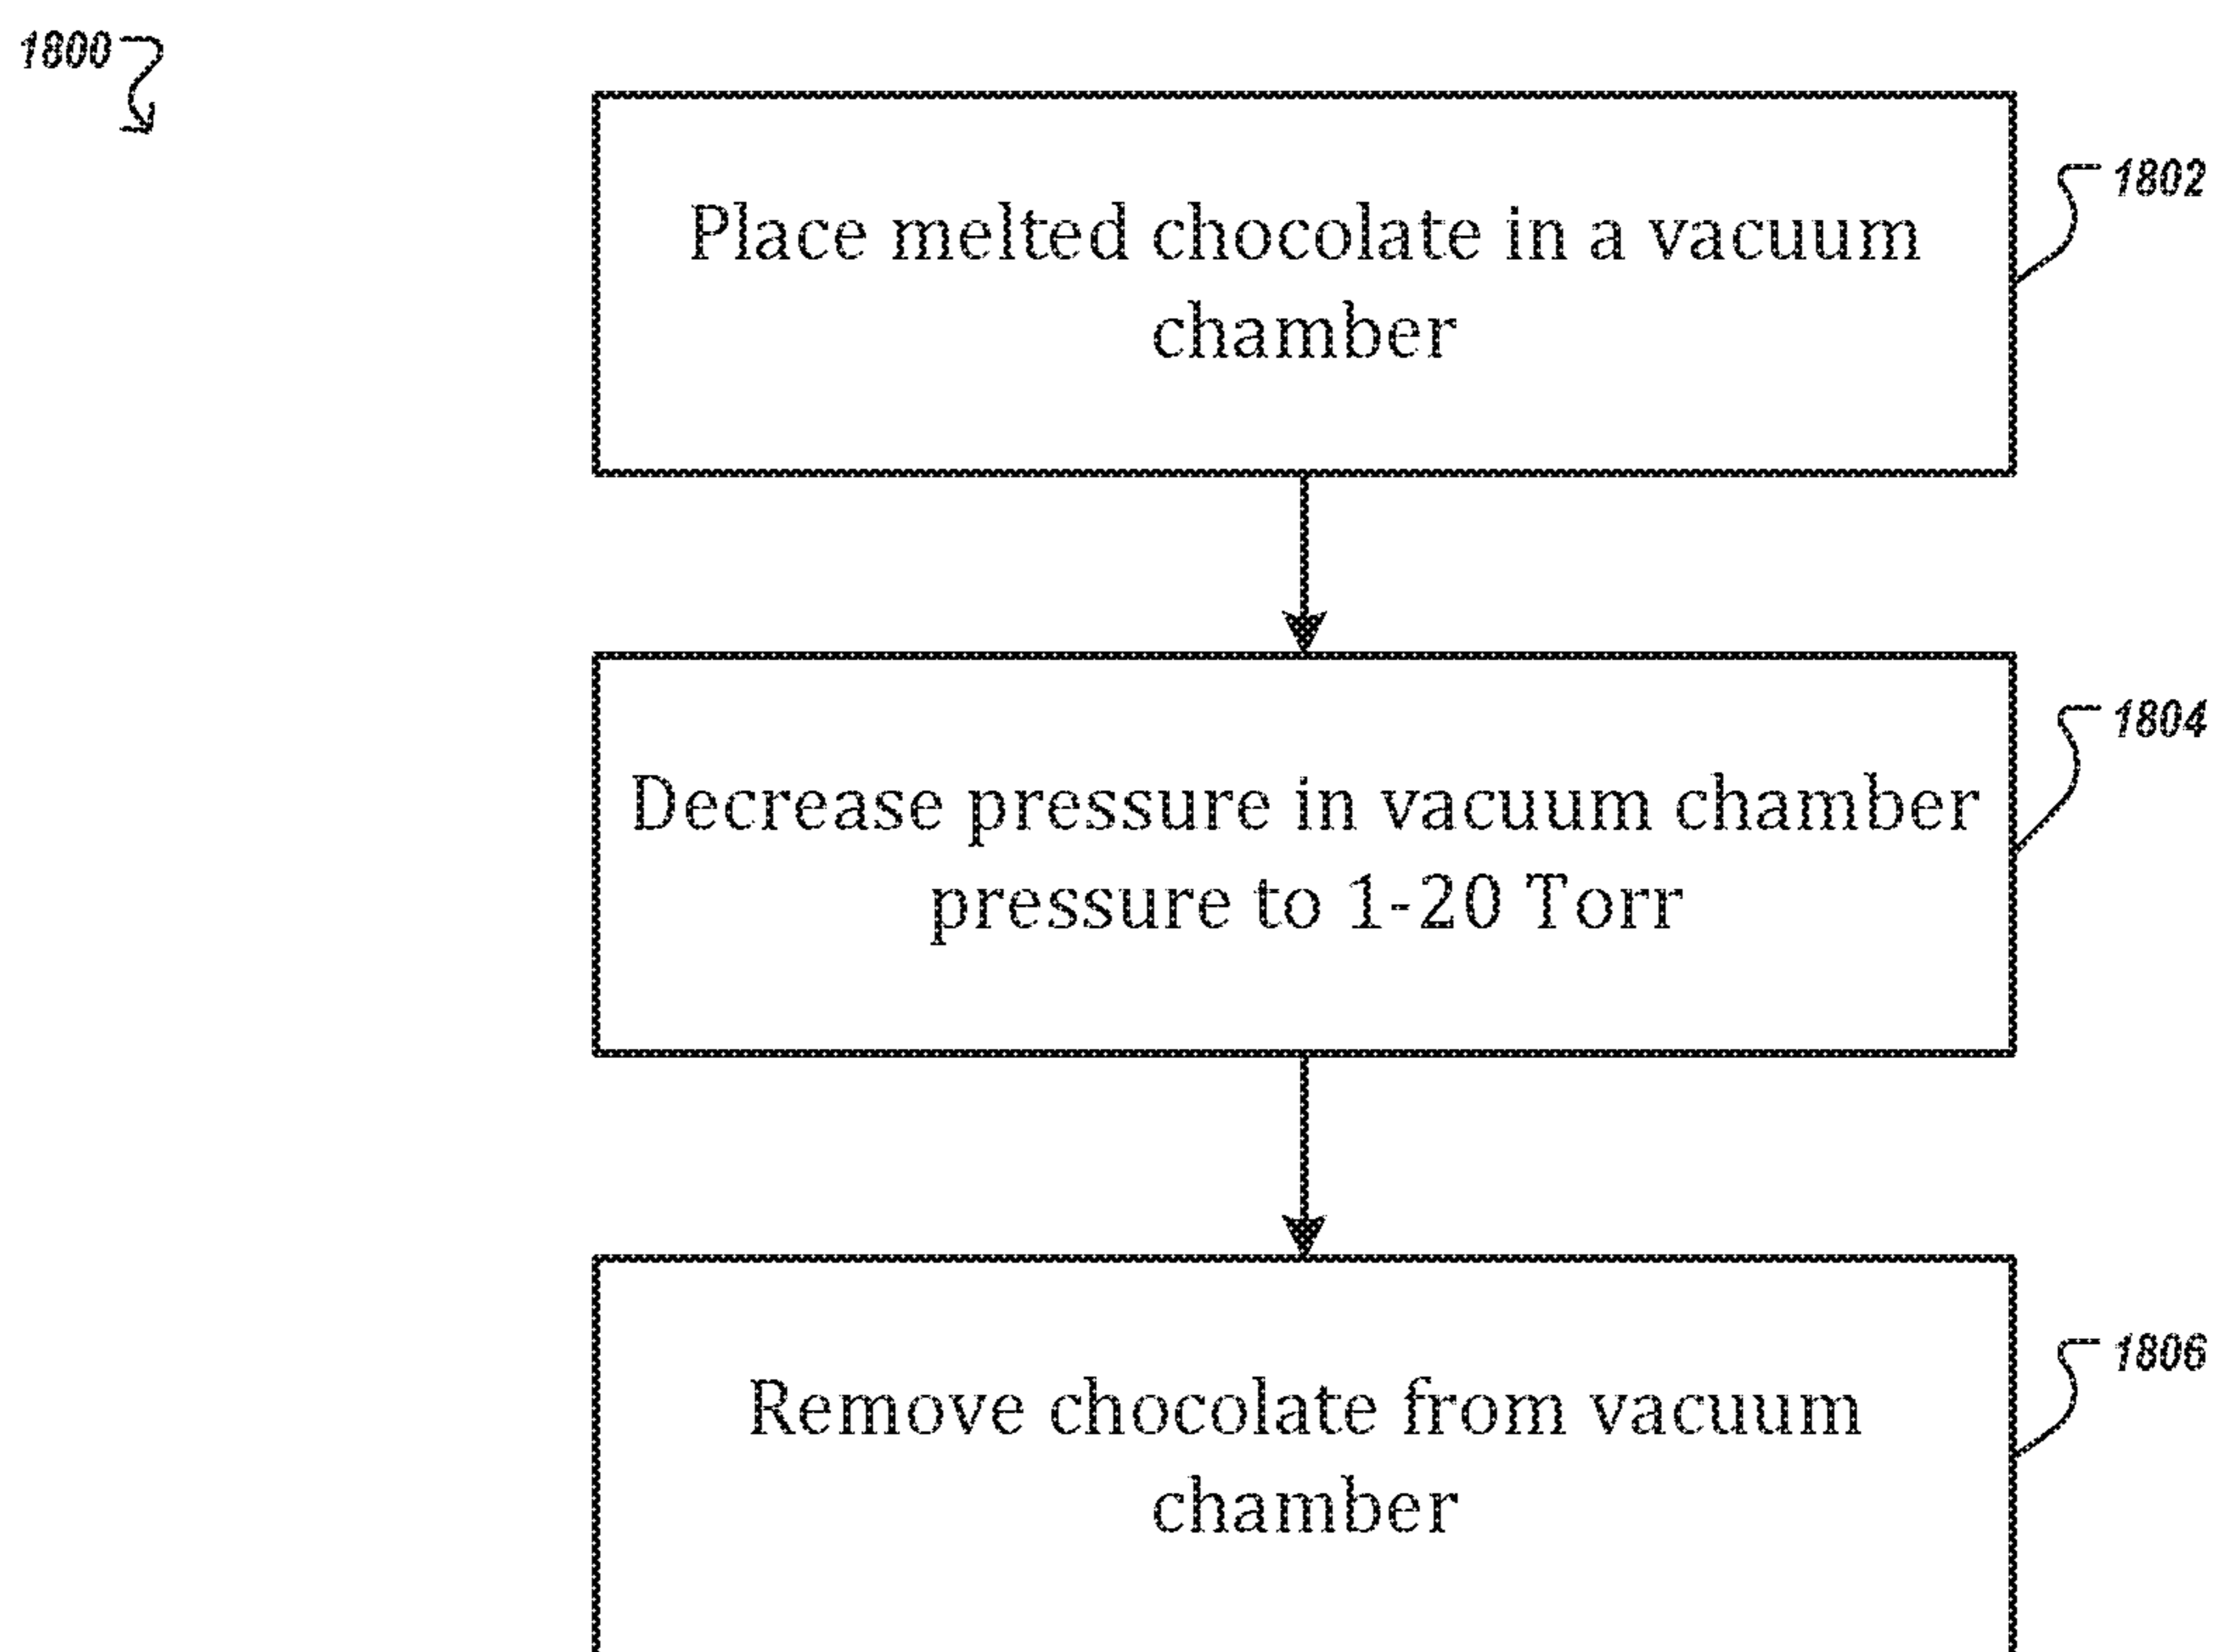 1800
Place melted chocolate in a vacuum
chamber
1802
Decrease pressure in vacuum chamber
pressure to 1-20 Torr
1804
Remove chocolate from vacuum
chamber
1806